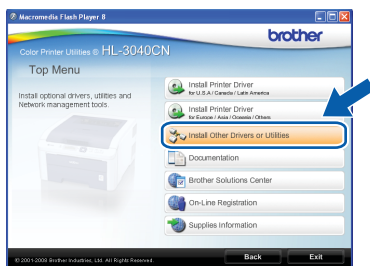 Macromedia Flash Player 8
brother
Color Printer Utilities ® HL-3040CN
Top Menu
Install optional drivers, utilities and
Network management tools.
Install Printer Driver
for U.S.A / Canada / Latin America
Install Printer Driver
for Europe / Asia / Oceania / Others
Install Other Drivers or Utilities
Documentation
Brother Solutions Center
On-Line Registration
Supplies Information
© 2001-2008 Brother Industries, Ltd. All Rights Reserved.
Back
Exit